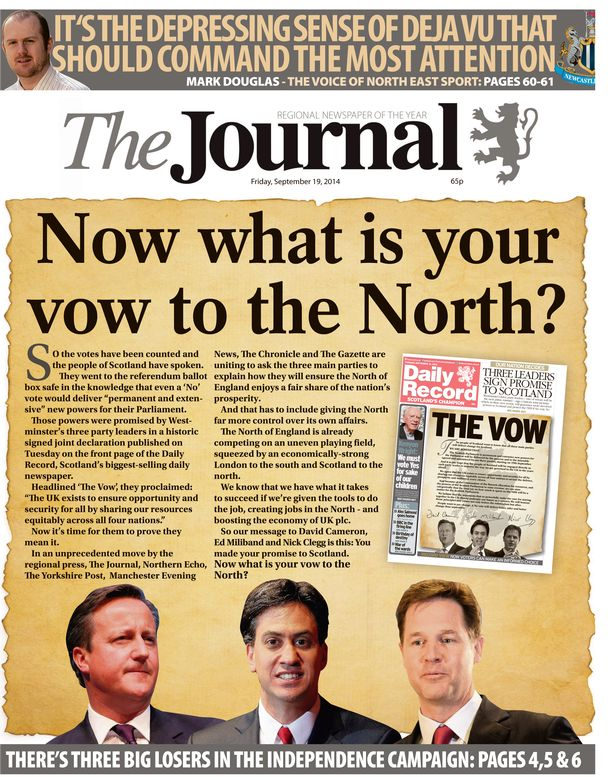 IT'S THE DEPRESSING SENSE OF DEJA VU THAT
SHOULD COMMAND THE MOST ATTENTION
MARK DOUGLAS - THE VOICE OF NORTH EAST SPORT: PAGES 60-61
REGIONAL NEWSPAPER OF THE YEAR
The Journal
Friday, September 19, 2014
65p
Now what is your
vow to the North?
SO the votes have been counted and
the people of Scotland have spoken.
They went to the referendum ballot
box safe in the knowledge that even a 'No'
vote would deliver "permanent and exten-
sive" new powers for their Parliament.
Those powers were promised by West-
minster's three party leaders in a historic
signed joint declaration published on
Tuesday on the front page of the Daily
Record, Scotland's biggest-selling daily
newspaper.
Headlined 'The Vow', they proclaimed:
"The UK exists to ensure opportunity and
security for all by sharing our resources
equitably across all four nations."
Now it's time for them to prove they
mean it.
In an unprecedented move by the
regional press, The Journal, Northern Echo,
The Yorkshire Post, Manchester Evening
News, The Chronicle and The Gazette are
uniting to ask the three main parties to
explain how they will ensure the North of
England enjoys a fair share of the nation's
prosperity.
And that has to include giving the North
far more control over its own affairs.
The North of England is already
competing on an uneven playing field,
squeezed by an economically-strong
London to the south and Scotland to the
north.
We know that we have what it takes
to succeed if we're given the tools to do
the job, creating jobs in the North - and
boosting the economy of UK plc.
So our message to David Cameron,
Ed Miliband and Nick Clegg is this: You
made your promise to Scotland.
Now what is your vow to the
North?
Daily
Record
SCOTLAND'S CHAMPION
OUR NATION DECIDES
THREE LEADERS
SIGN PROMISE
TO SCOTLAND
THE VOW
We must
vote Yes
for sake
of our
children
NOW VOTERS CAN MAKE AN INFORMED CHOICE
THERE'S THREE BIG LOSERS IN THE INDEPENDENCE CAMPAIGN: PAGES 4,5 & 6